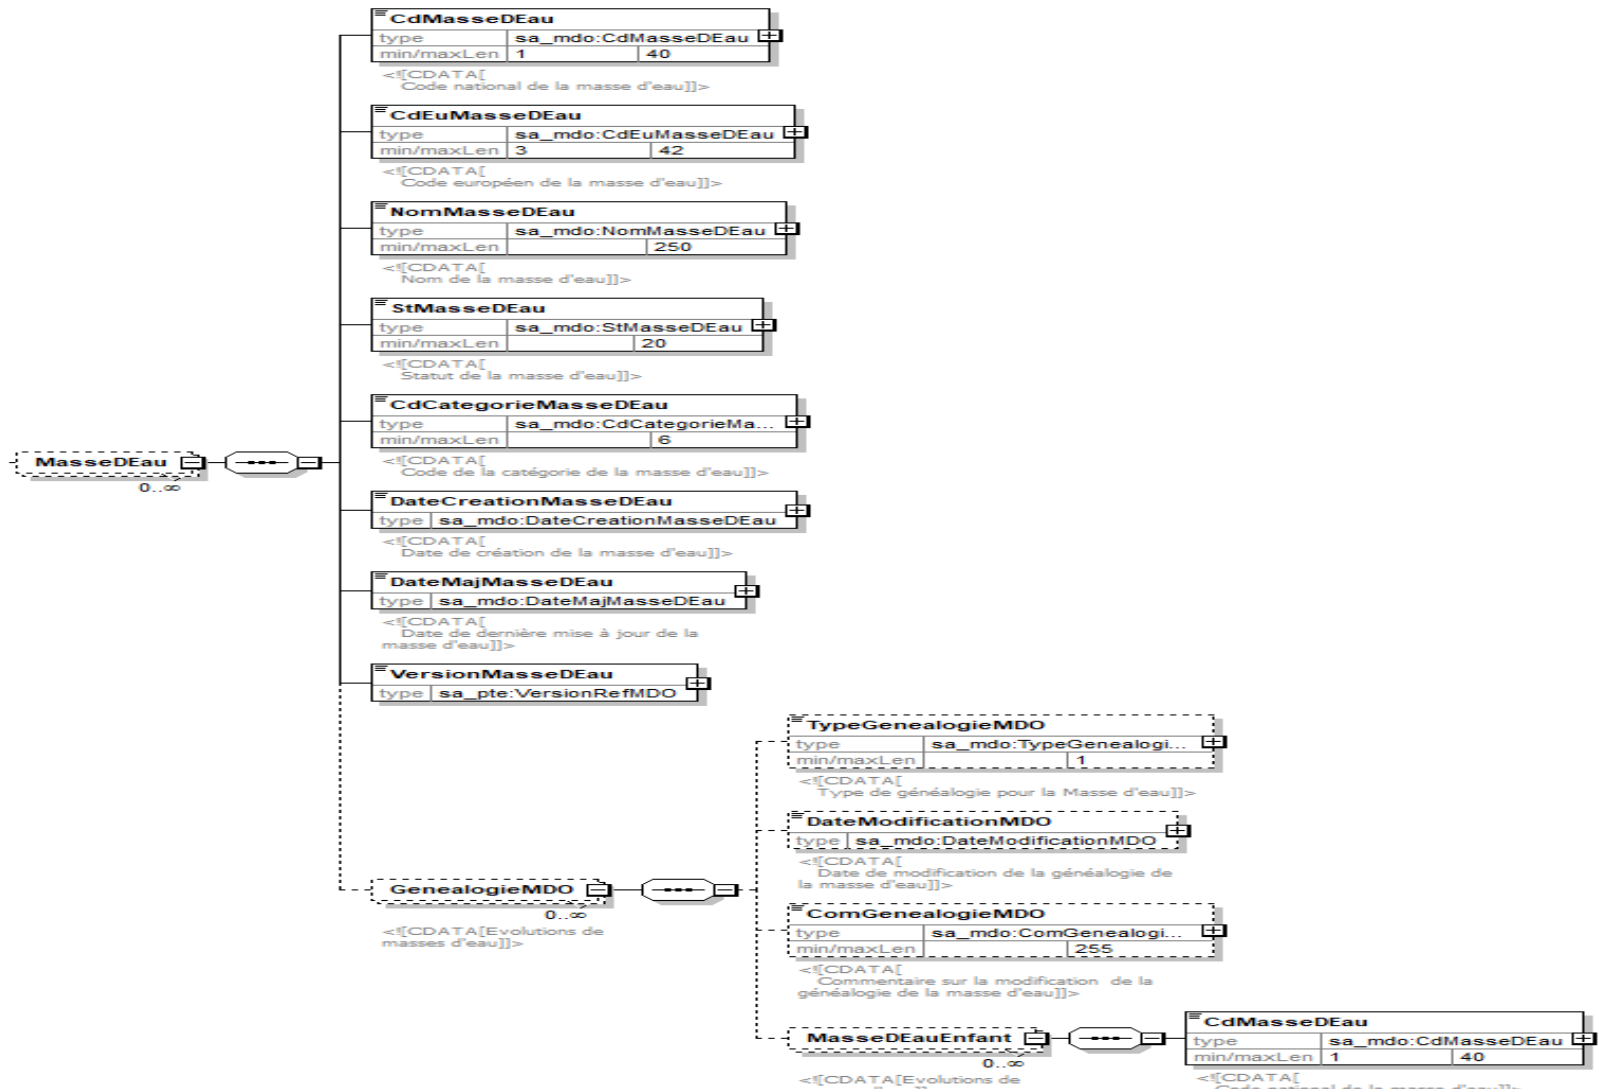 CdMasseDEau
type sa_mdo:CdMasseDEau
min/maxLen 1 40
<![CDATA[
Code national de la masse d'eau]]>
CdEuMasseDEau
type sa_mdo:CdEuMasseDEau
min/maxLen 3 42
<![CDATA[
Code européen de la masse d'eau]]>
NomMasseDEau
type sa_mdo:NomMasseDEau
min/maxLen 250
<![CDATA[
Nom de la masse d'eau]]>
StMasseDEau
type sa_mdo:StMasseDEau
min/maxLen 20
<![CDATA[
Statut de la masse d'eau]]>
CdCategorieMasseDEau
type sa_mdo:CdCategorieMa...
min/maxLen 6
<![CDATA[
Code de la catégorie de la masse d'eau]]>
MasseDEau
0..∞
DateCreationMasseDEau
type sa_mdo:DateCreationMasseDEau
<![CDATA[
Date de création de la masse d'eau]]>
DateMajMasseDEau
type sa_mdo:DateMajMasseDEau
<![CDATA[
Date de dernière mise à jour de la
masse d'eau]]>
VersionMasseDEau
type sa_pte:VersionRefMDO
GenealogieMDO
0..∞
<![CDATA[Evolutions de
masses d'eau]]>
TypeGenealogieMDO
type sa_mdo:TypeGenealogi...
min/maxLen 1
<![CDATA[
Type de généalogie pour la Masse d'eau]]>
DateModificationMDO
type sa_mdo:DateModificationMDO
<![CDATA[
Date de modification de la généalogie de
la masse d'eau]]>
ComGenealogieMDO
type sa_mdo:ComGenealogi...
min/maxLen 255
<![CDATA[
Commentaire sur la modification de la
généalogie de la masse d'eau]]>
MasseDEauEnfant
0..∞
<![CDATA[Evolutions de
CdMasseDEau
type sa_mdo:CdMasseDEau
min/maxLen 1 40
<![CDATA[